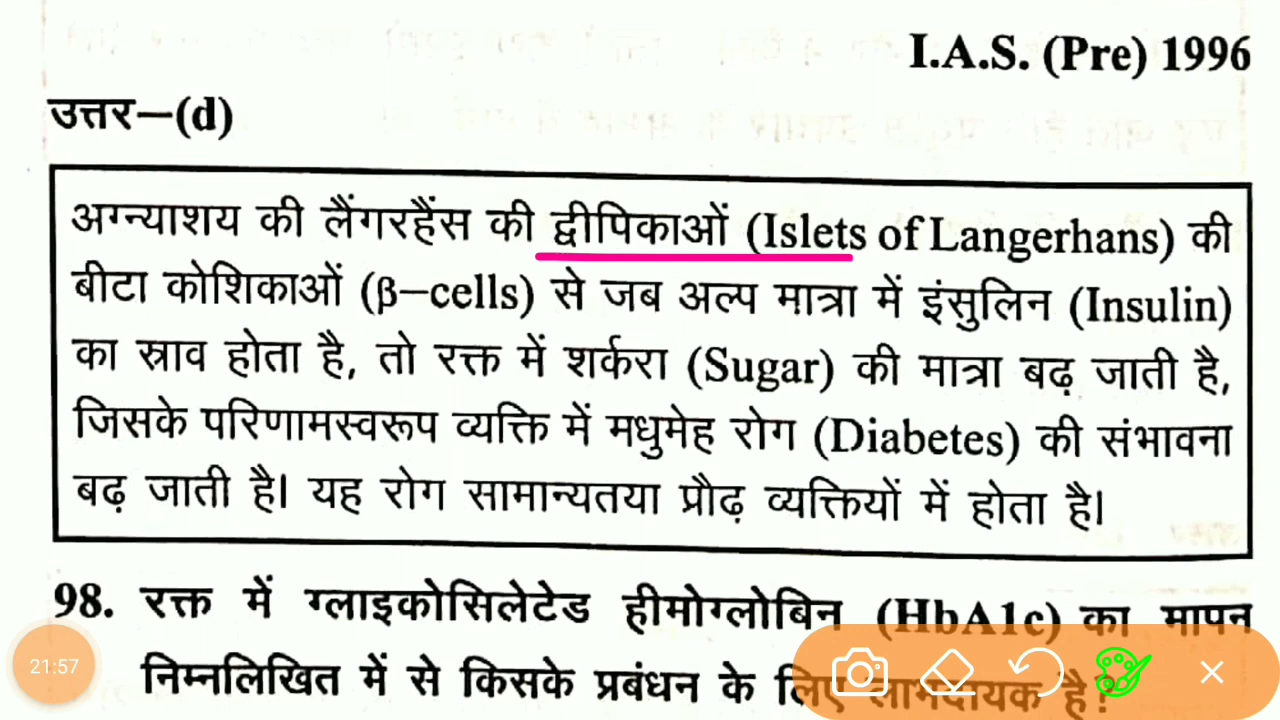 I.A.S. (Pre) 1996
उत्तर—(d)
अग्न्याशय की लैंगरहैंस की द्वीपिकाओं (Islets of Langerhans) की
बीटा कोशिकाओं (β–cells) से जब अल्प मात्रा में इंसुलिन (Insulin)
का स्राव होता है, तो रक्त में शर्करा (Sugar) की मात्रा बढ़ जाती है,
जिसके परिणामस्वरूप व्यक्ति में मधुमेह रोग (Diabetes) की संभावना
बढ़ जाती है। यह रोग सामान्यतया प्रौढ़ व्यक्तियों में होता है।
98. रक्त में ग्लाइकोसिलेटेड हीमोग्लोबिन (HbA1c) का मापन
निम्नलिखित में से किसके प्रबंधन के लिए लाभदायक है?
21:57